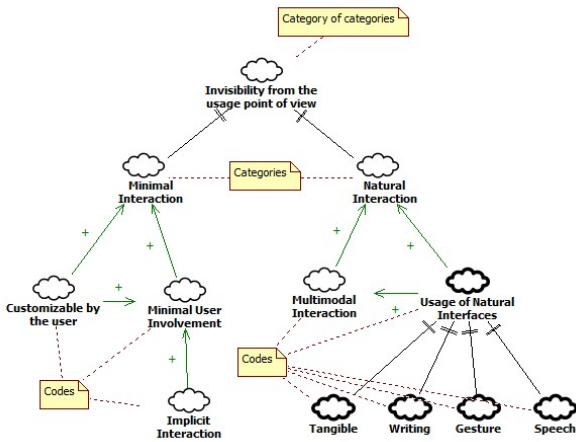 Category of categories
Invisibility from the
usage point of view
Categories
Minimal
Interaction
Natural
Interaction
+
+
+
+
Customizable by
the user
+
Minimal User
Involvement
Multimodal
Interaction
+
Usage of Natural
Interfaces
Codes
+
Implicit
Interaction
Codes
Tangible
Writing
Gesture
Speech